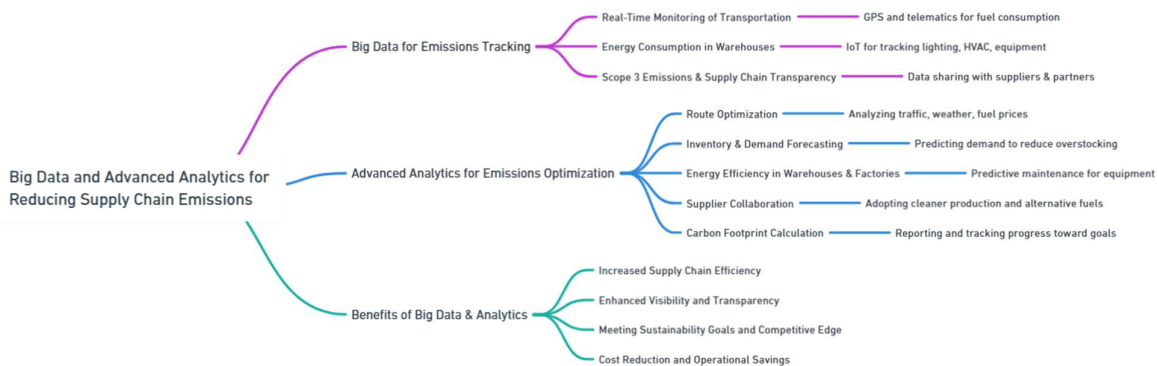 Big Data and Advanced Analytics for
Reducing Supply Chain Emissions
Big Data for Emissions Tracking
Real-Time Monitoring of Transportation
GPS and telematics for fuel consumption
Energy Consumption in Warehouses
IoT for tracking lighting, HVAC, equipment
Scope 3 Emissions & Supply Chain Transparency
Data sharing with suppliers & partners
Advanced Analytics for Emissions Optimization
Route Optimization
Analyzing traffic, weather, fuel prices
Inventory & Demand Forecasting
Predicting demand to reduce overstocking
Energy Efficiency in Warehouses & Factories
Predictive maintenance for equipment
Supplier Collaboration
Adopting cleaner production and alternative fuels
Carbon Footprint Calculation
Reporting and tracking progress toward goals
Benefits of Big Data & Analytics
Increased Supply Chain Efficiency
Enhanced Visibility and Transparency
Meeting Sustainability Goals and Competitive Edge
Cost Reduction and Operational Savings